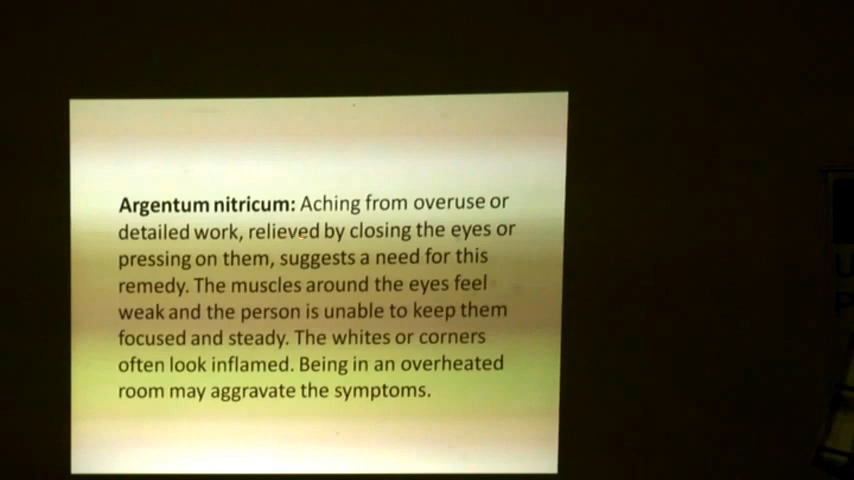 Argentum nitricum: Aching from overuse or
detailed work, relieved by closing the eyes or
pressing on them, suggests a need for this
remedy. The muscles around the eyes feel
weak and the person is unable to keep them
focused and steady. The whites or corners
often look inflamed. Being in an overheated
room may aggravate the symptoms.
U
P